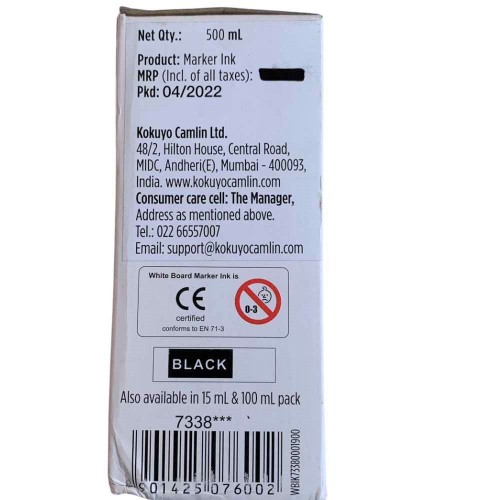 Net Qty.: 500 mL
Product: Marker Ink
MRP (Incl. of all taxes):
Pkd: 04/2022
Kokuyo Camlin Ltd.
48/2, Hilton House, Central Road,
MIDC, Andheri(E), Mumbai - 400093,
India. www.kokuyocamlin.com
Consumer care cell: The Manager,
Address as mentioned above.
Tel.: 022 66557007
Email: support@kokuyocamlin.com
White Board Marker Ink is
CE
0-3
certified
conforms to EN 71-3
BLACK
Also available in 15 mL & 100 mL pack
7338***
901425 076002
WBIK73380001900